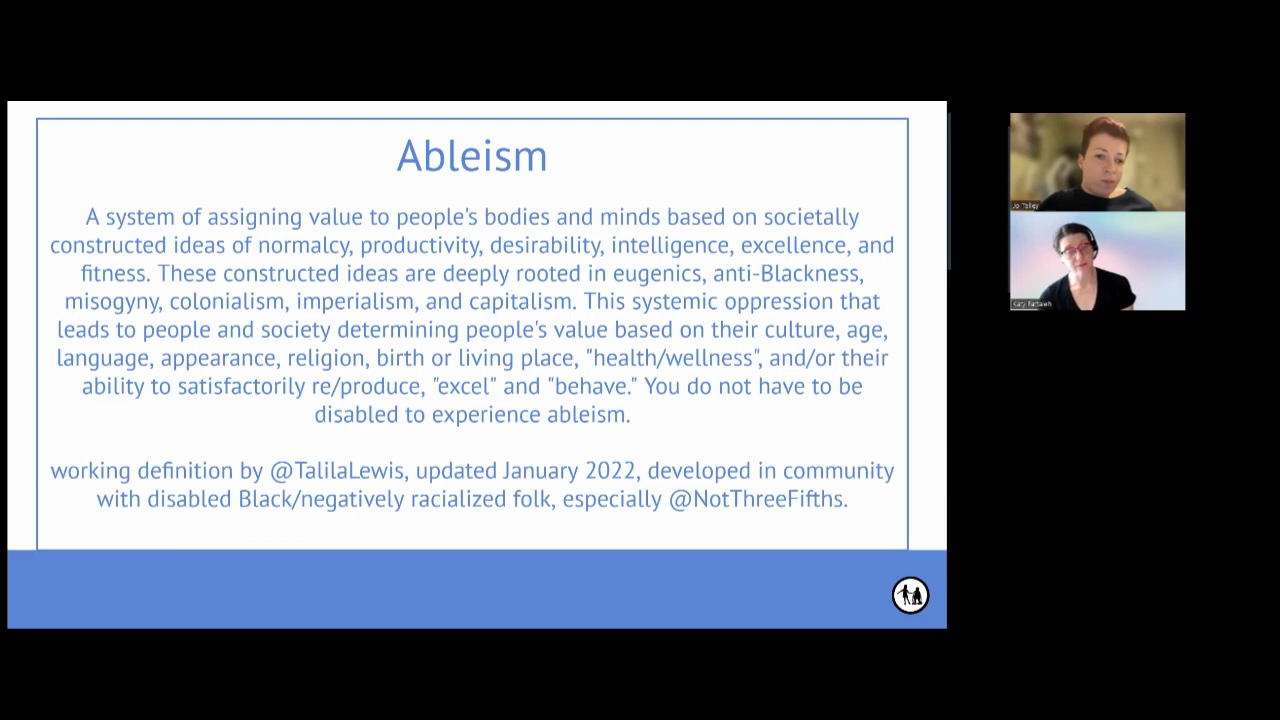 Ableism
A system of assigning value to people's bodies and minds based on societally
constructed ideas of normalcy, productivity, desirability, intelligence, excellence, and
fitness. These constructed ideas are deeply rooted in eugenics, anti-Blackness,
misogyny, colonialism, imperialism, and capitalism. This systemic oppression that
leads to people and society determining people's value based on their culture, age,
language, appearance, religion, birth or living place, "health/wellness", and/or their
ability to satisfactorily re/produce, "excel" and "behave." You do not have to be
disabled to experience ableism.
working definition by @TalilaLewis, updated January 2022, developed in community
with disabled Black/negatively racialized folk, especially @NotThreeFifths.
Jo Tolley
Katy